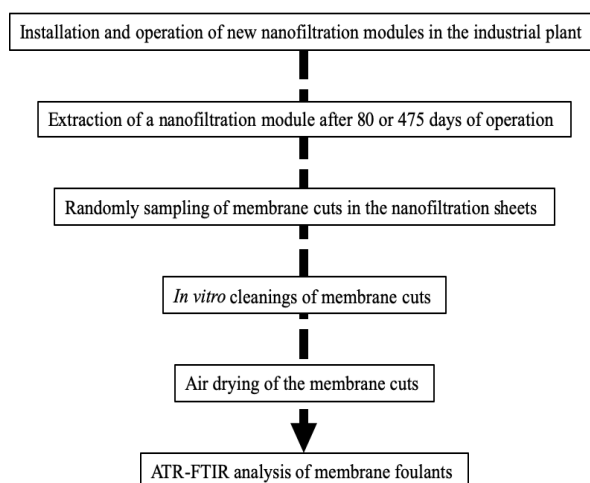 Installation and operation of new nanofiltration modules in the industrial plant
Extraction of a nanofiltration module after 80 or 475 days of operation
Randomly sampling of membrane cuts in the nanofiltration sheets
In vitro cleanings of membrane cuts
Air drying of the membrane cuts
ATR-FTIR analysis of membrane foulants